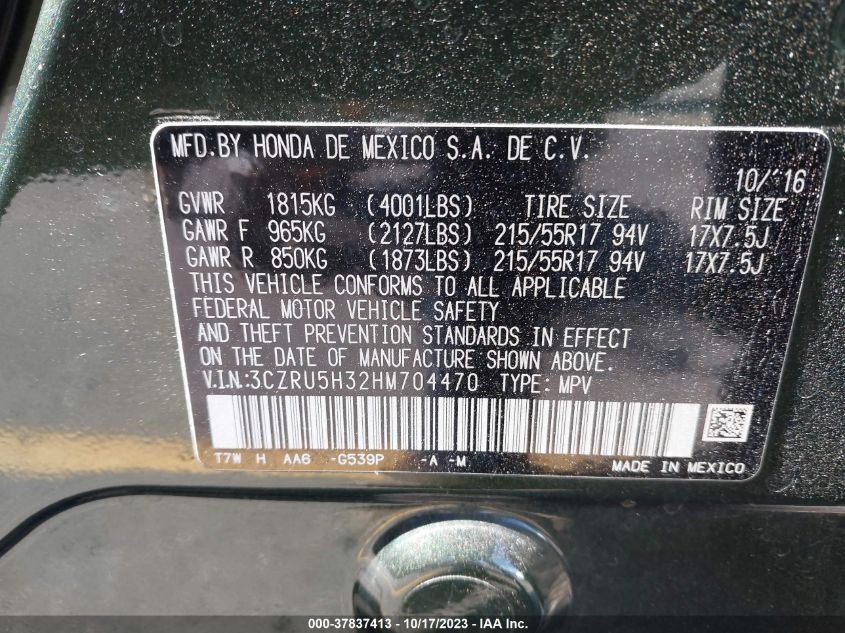 MFD.BY HONDA DE MEXICO S.A. DE C.V.
10/'16
GVWR 1815KG (4001LBS) TIRE SIZE RIM SIZE
GAWR F 965KG (2127LBS) 215/55R17 94V 17X7.5J
GAWR R 850KG (1873LBS) 215/55R17 94V 17X7.5J
THIS VEHICLE CONFORMS TO ALL APPLICABLE
FEDERAL MOTOR VEHICLE SAFETY
AND THEFT PREVENTION STANDARDS IN EFFECT
ON THE DATE OF MANUFACTURE SHOWN ABOVE.
V.I.N:3CZRU5H32HM704470 TYPE: MPV
T7W H AA6 -G539P -A -M
MADE IN MEXICO
000-37837413 - 10/17/2023 - IAAI.com